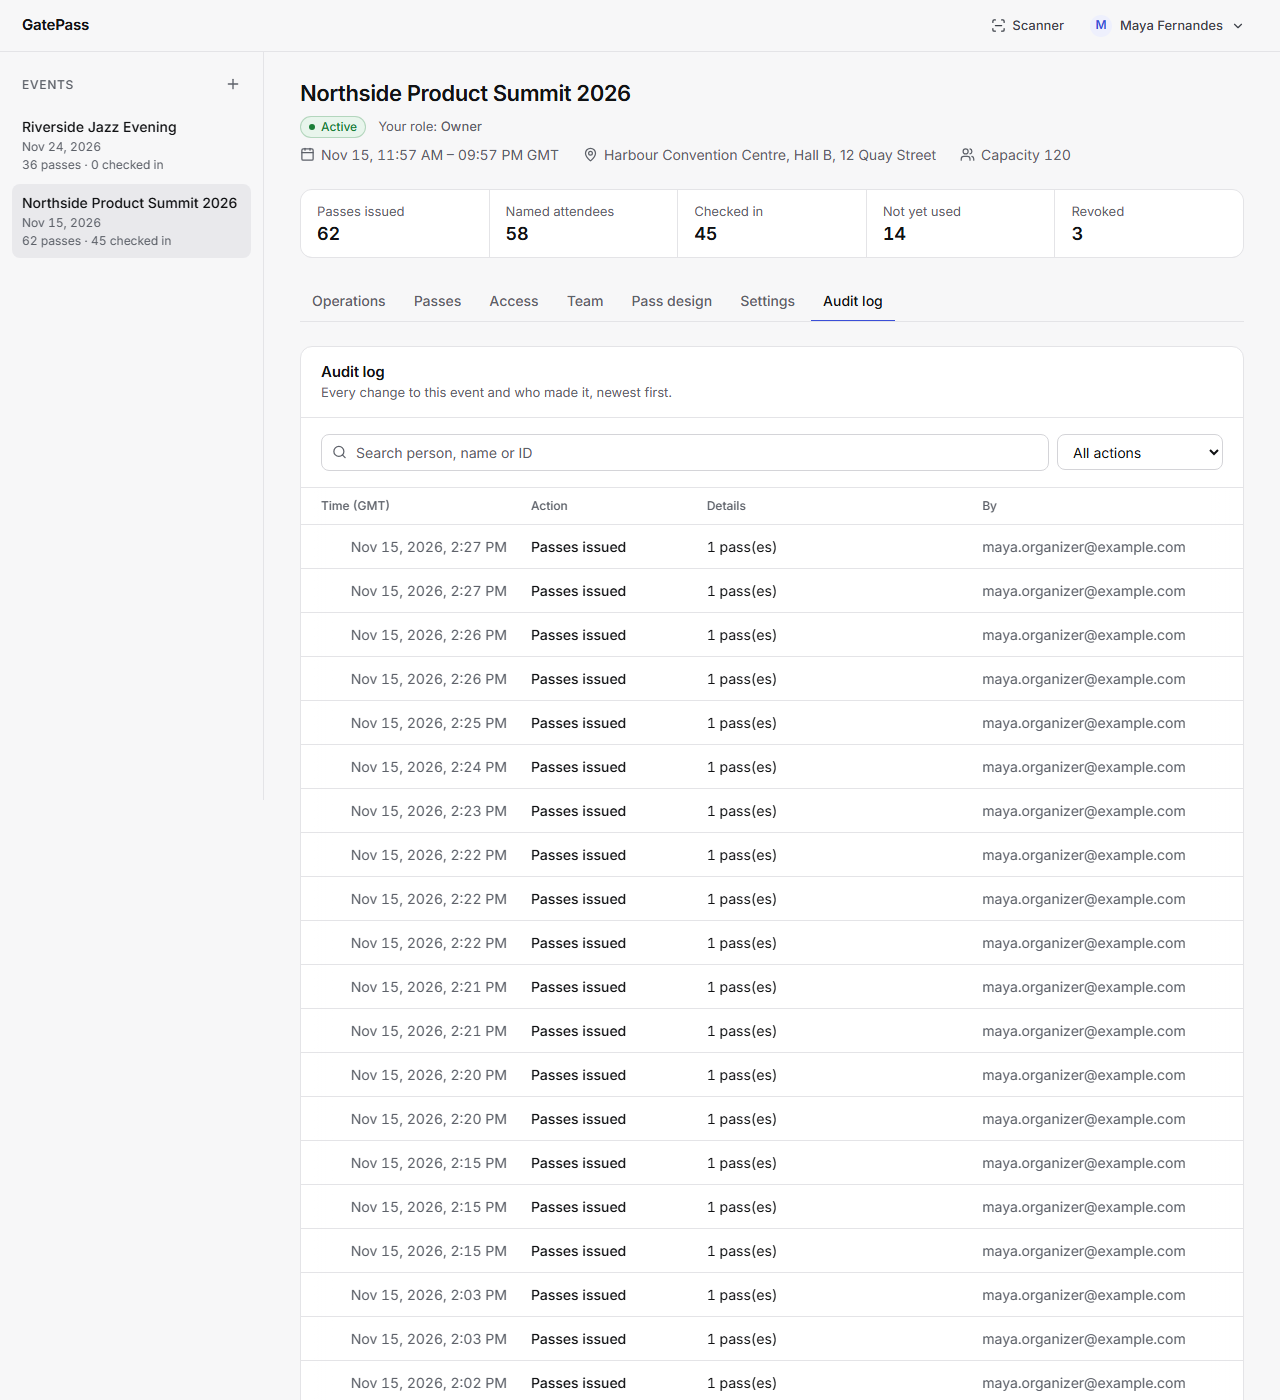 GatePass
Scanner
M Maya Fernandes
EVENTS
Riverside Jazz Evening
Nov 24, 2026
36 passes · 0 checked in
Northside Product Summit 2026
Nov 15, 2026
62 passes · 45 checked in
Northside Product Summit 2026
Active Your role: Owner
Nov 15, 11:57 AM – 09:57 PM GMT Harbour Convention Centre, Hall B, 12 Quay Street Capacity 120
Passes issued Named attendees Checked in Not yet used Revoked
62 58 45 14 3
Operations Passes Access Team Pass design Settings Audit log
Audit log
Every change to this event and who made it, newest first.
Search person, name or ID All actions
Time (GMT) Action Details By
Nov 15, 2026, 2:27 PM Passes issued 1 pass(es) maya.organizer@example.com
Nov 15, 2026, 2:27 PM Passes issued 1 pass(es) maya.organizer@example.com
Nov 15, 2026, 2:26 PM Passes issued 1 pass(es) maya.organizer@example.com
Nov 15, 2026, 2:26 PM Passes issued 1 pass(es) maya.organizer@example.com
Nov 15, 2026, 2:25 PM Passes issued 1 pass(es) maya.organizer@example.com
Nov 15, 2026, 2:24 PM Passes issued 1 pass(es) maya.organizer@example.com
Nov 15, 2026, 2:23 PM Passes issued 1 pass(es) maya.organizer@example.com
Nov 15, 2026, 2:22 PM Passes issued 1 pass(es) maya.organizer@example.com
Nov 15, 2026, 2:22 PM Passes issued 1 pass(es) maya.organizer@example.com
Nov 15, 2026, 2:22 PM Passes issued 1 pass(es) maya.organizer@example.com
Nov 15, 2026, 2:21 PM Passes issued 1 pass(es) maya.organizer@example.com
Nov 15, 2026, 2:21 PM Passes issued 1 pass(es) maya.organizer@example.com
Nov 15, 2026, 2:20 PM Passes issued 1 pass(es) maya.organizer@example.com
Nov 15, 2026, 2:20 PM Passes issued 1 pass(es) maya.organizer@example.com
Nov 15, 2026, 2:15 PM Passes issued 1 pass(es) maya.organizer@example.com
Nov 15, 2026, 2:15 PM Passes issued 1 pass(es) maya.organizer@example.com
Nov 15, 2026, 2:15 PM Passes issued 1 pass(es) maya.organizer@example.com
Nov 15, 2026, 2:03 PM Passes issued 1 pass(es) maya.organizer@example.com
Nov 15, 2026, 2:03 PM Passes issued 1 pass(es) maya.organizer@example.com
Nov 15, 2026, 2:02 PM Passes issued 1 pass(es) maya.organizer@example.com